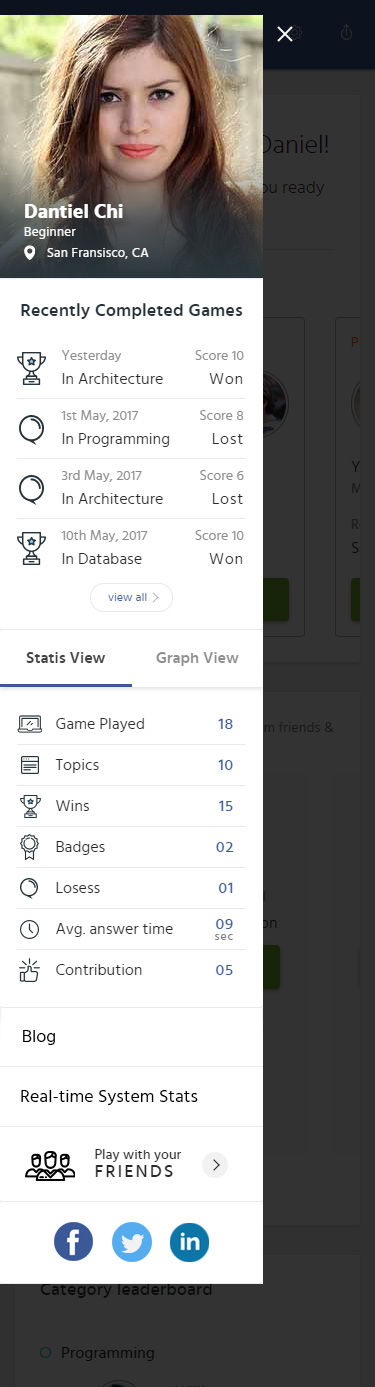 Daniel!
ou ready
Dantiel Chi
Beginner
San Fransisco, CA
Recently Completed Games
Yesterday Score 10
In Architecture Won
1st May, 2017 Score 8
In Programming Lost
3rd May, 2017 Score 6
In Architecture Lost
10th May, 2017 Score 10
In Database Won
view all
Statis View Graph View
m friends &
Game Played 18
Topics 10
Wins 15
Badges 02
Losess 01
Avg. answer time 09
sec
Contribution 05
on
Blog
Real-time System Stats
Play with your
FRIENDS
f
in
Category leaderboard
Programming